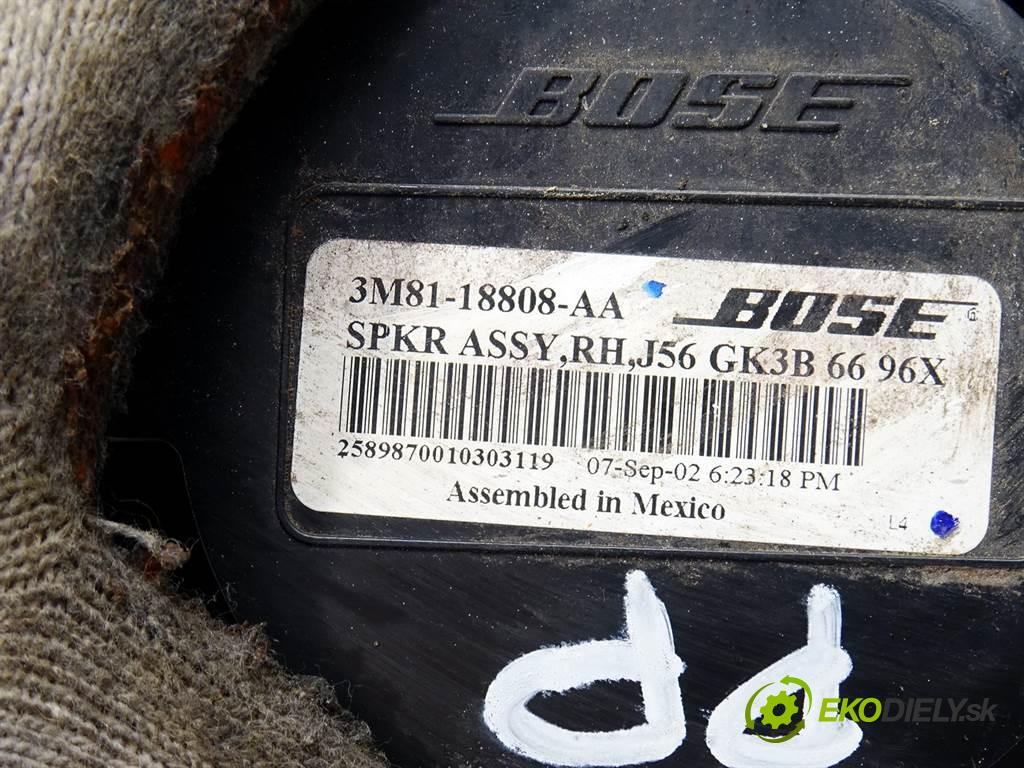 BOSE
3M81-18808-AA BOSE
SPKR ASSY,RH,J56 GK3B 66 96X
2589870010303119 07-Sep-02 6:23:18 PM
Assembled in Mexico
L4
EKODIELY.sk